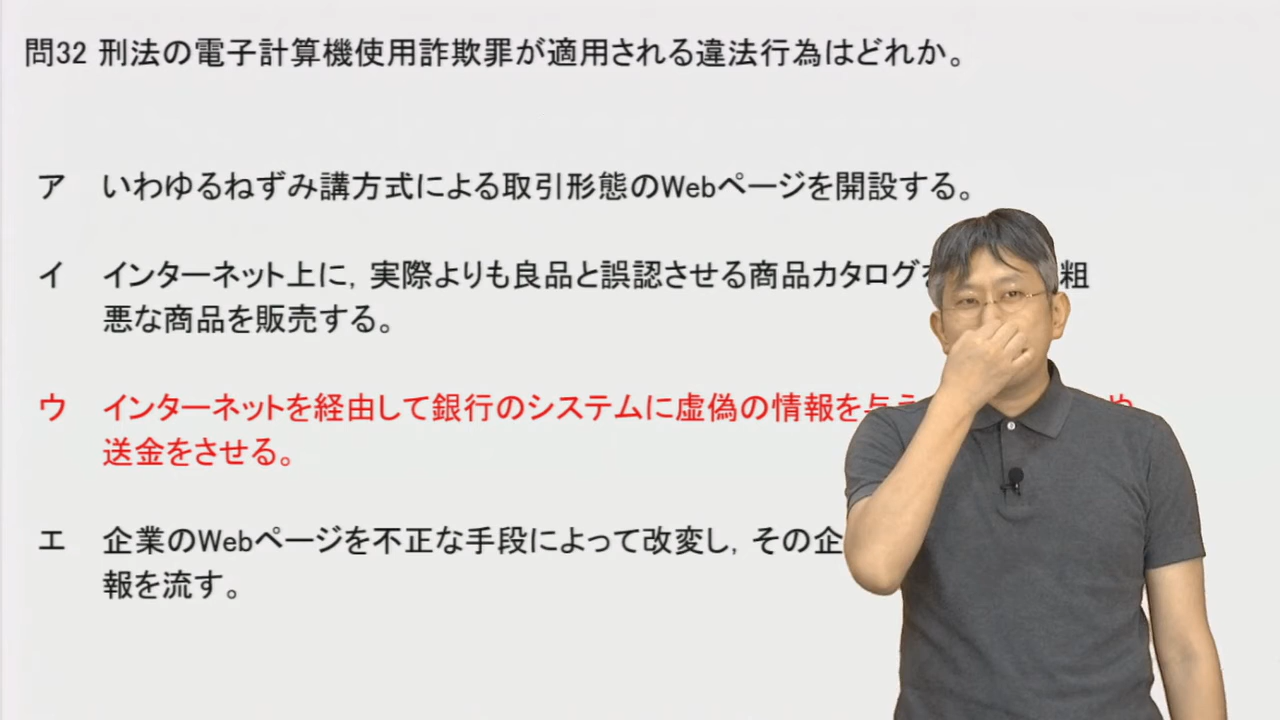 問32 刑法の電子計算機使用詐欺罪が適用される違法行為はどれか。
ア いわゆるねずみ講方式による取引形態のWebページを開設する。
イ インターネット上に，実際よりも良品と誤認させる商品カタログを 粗
悪な商品を販売する。
ウ インターネットを経由して銀行のシステムに虚偽の情報を与え や
送金をさせる。
エ 企業のWebページを不正な手段によって改変し，その企
報を流す。